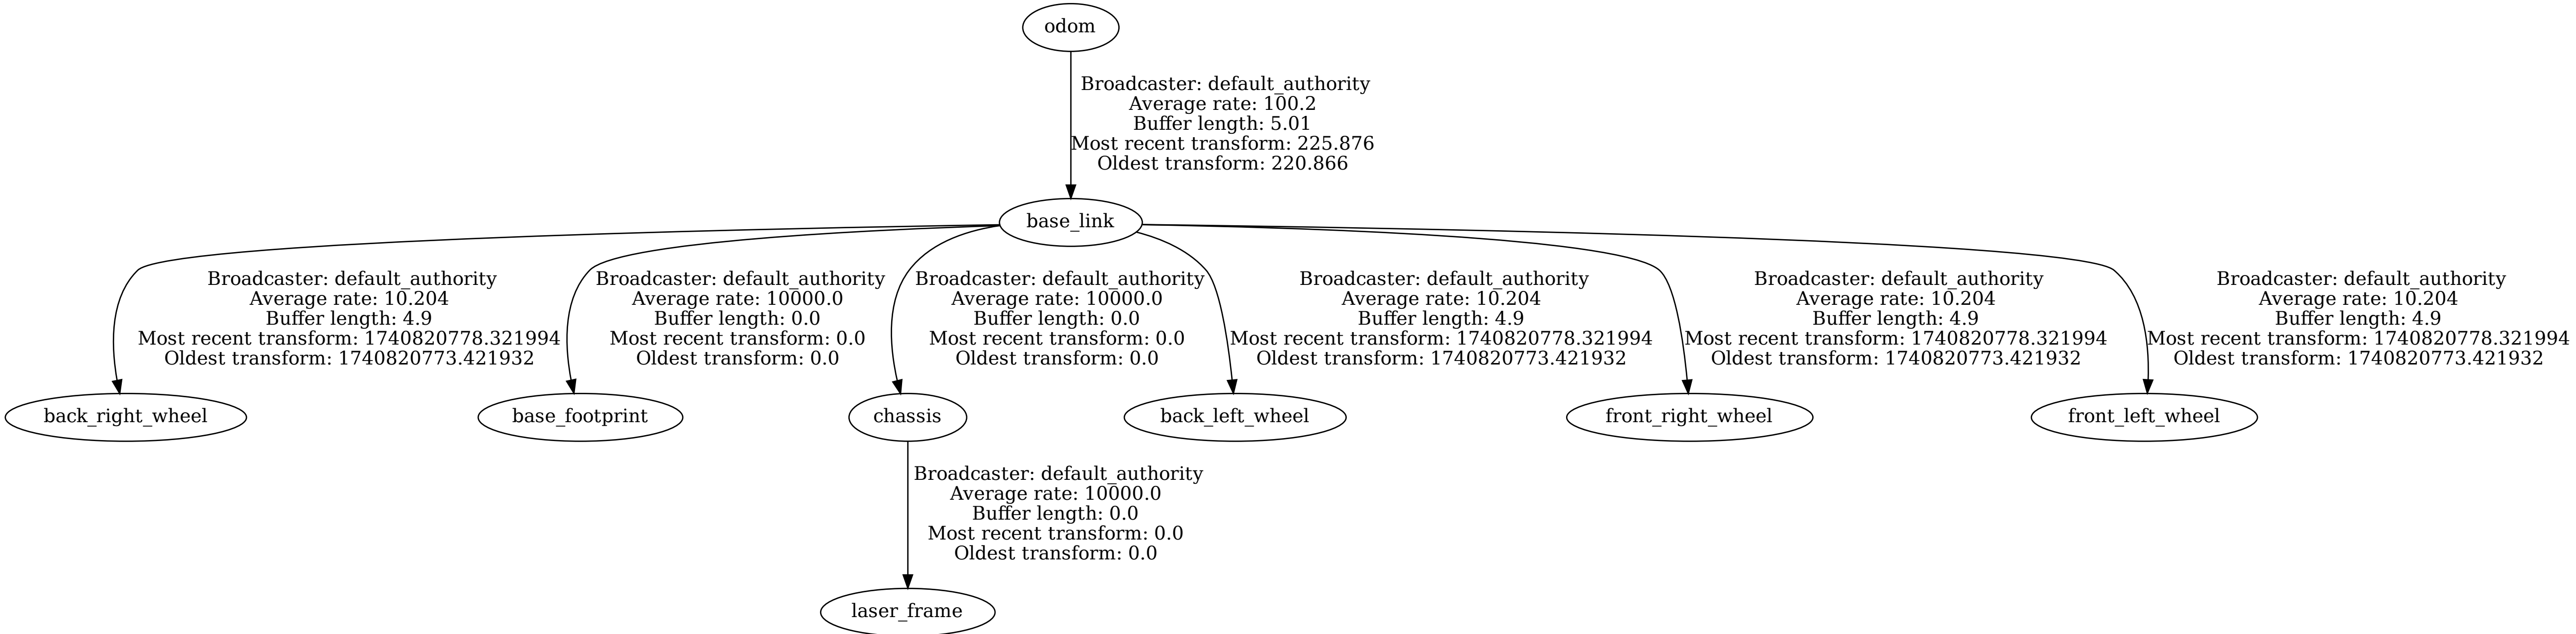 odom
Broadcaster: default_authority
Average rate: 100.2
Buffer length: 5.01
Most recent transform: 225.876
Oldest transform: 220.866
base_link
Broadcaster: default_authority
Average rate: 10.204
Buffer length: 4.9
Most recent transform: 1740820778.321994
Oldest transform: 1740820773.421932
Broadcaster: default_authority
Average rate: 10000.0
Buffer length: 0.0
Most recent transform: 0.0
Oldest transform: 0.0
Broadcaster: default_authority
Average rate: 10000.0
Buffer length: 0.0
Most recent transform: 0.0
Oldest transform: 0.0
Broadcaster: default_authority
Average rate: 10.204
Buffer length: 4.9
Most recent transform: 1740820778.321994
Oldest transform: 1740820773.421932
Broadcaster: default_authority
Average rate: 10.204
Buffer length: 4.9
Most recent transform: 1740820778.321994
Oldest transform: 1740820773.421932
Broadcaster: default_authority
Average rate: 10.204
Buffer length: 4.9
Most recent transform: 1740820778.321994
Oldest transform: 1740820773.421932
back_right_wheel
base_footprint
chassis
back_left_wheel
front_right_wheel
front_left_wheel
Broadcaster: default_authority
Average rate: 10000.0
Buffer length: 0.0
Most recent transform: 0.0
Oldest transform: 0.0
laser_frame